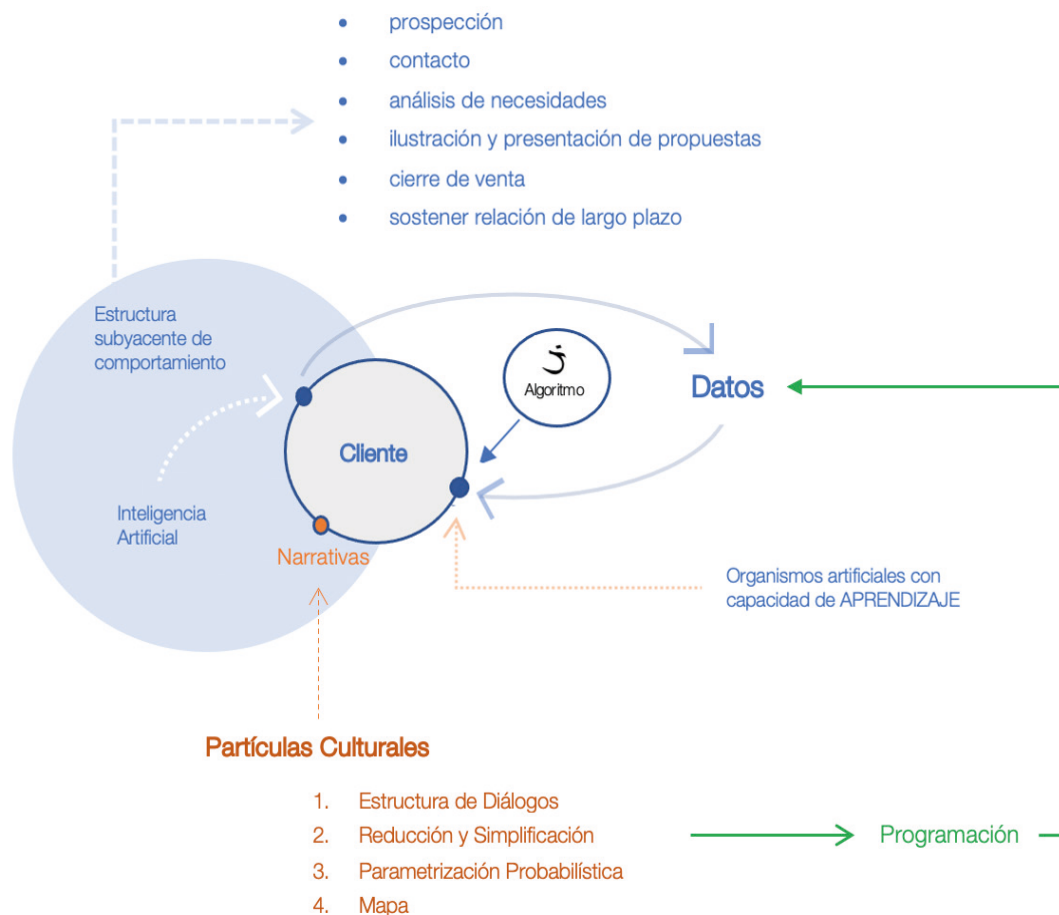 • prospección
• contacto
• análisis de necesidades
• ilustración y presentación de propuestas
• cierre de venta
• sostener relación de largo plazo
Estructura
subyacente de
comportamiento
Algoritmo
Datos
Cliente
Inteligencia
Artificial
Narrativas
Organismos artificiales con
capacidad de APRENDIZAJE
Partículas Culturales
1. Estructura de Diálogos
2. Reducción y Simplificación
Programación
3. Parametrización Probabilística
4. Mapa